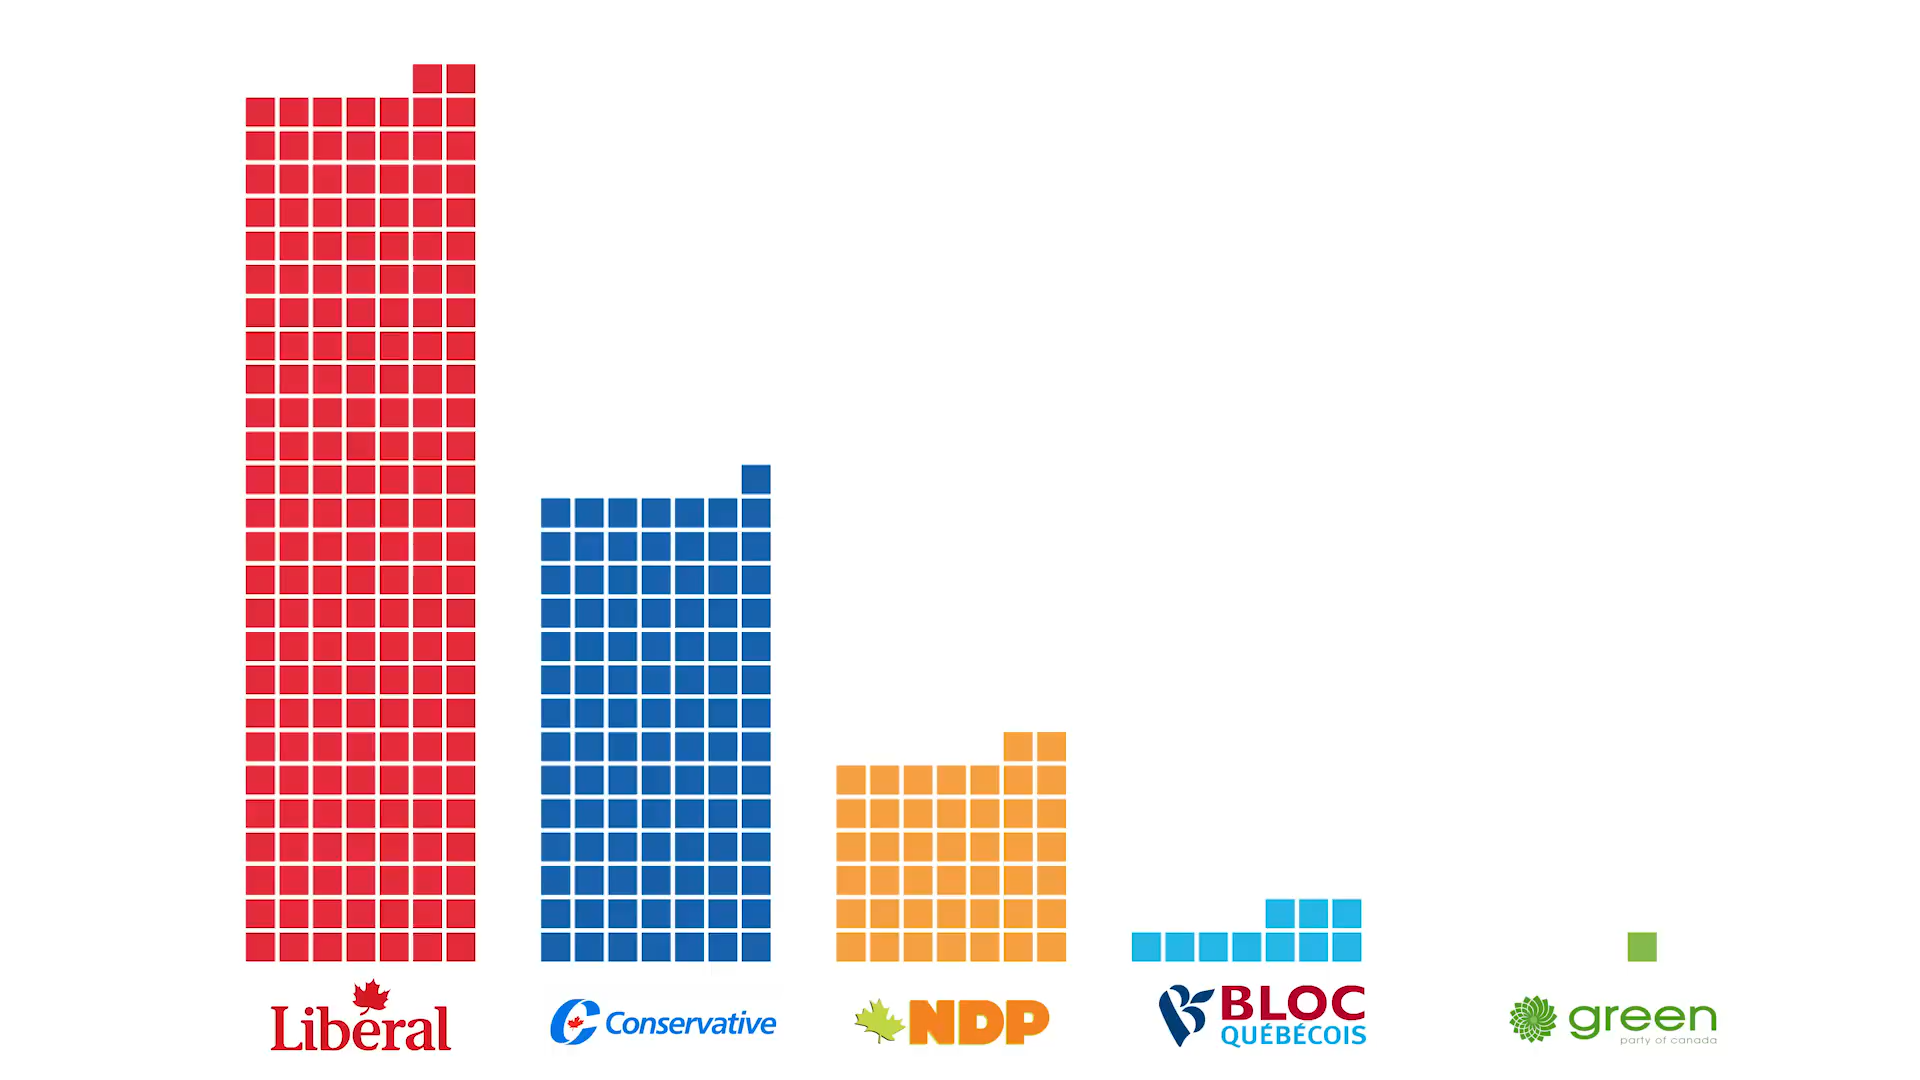 Liberal
Conservative
NDP
BLOC
QUÉBÉCOIS
green
party of canada